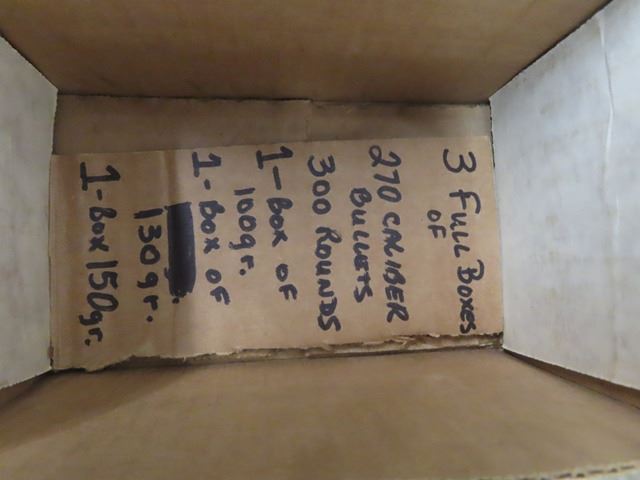 3 FULL BOXES
OF
270 CALIBER
BULLETS
300 ROUNDS
1-BOX OF
100gr.
1-BOX OF
130gr.
1-BOX 150gr.